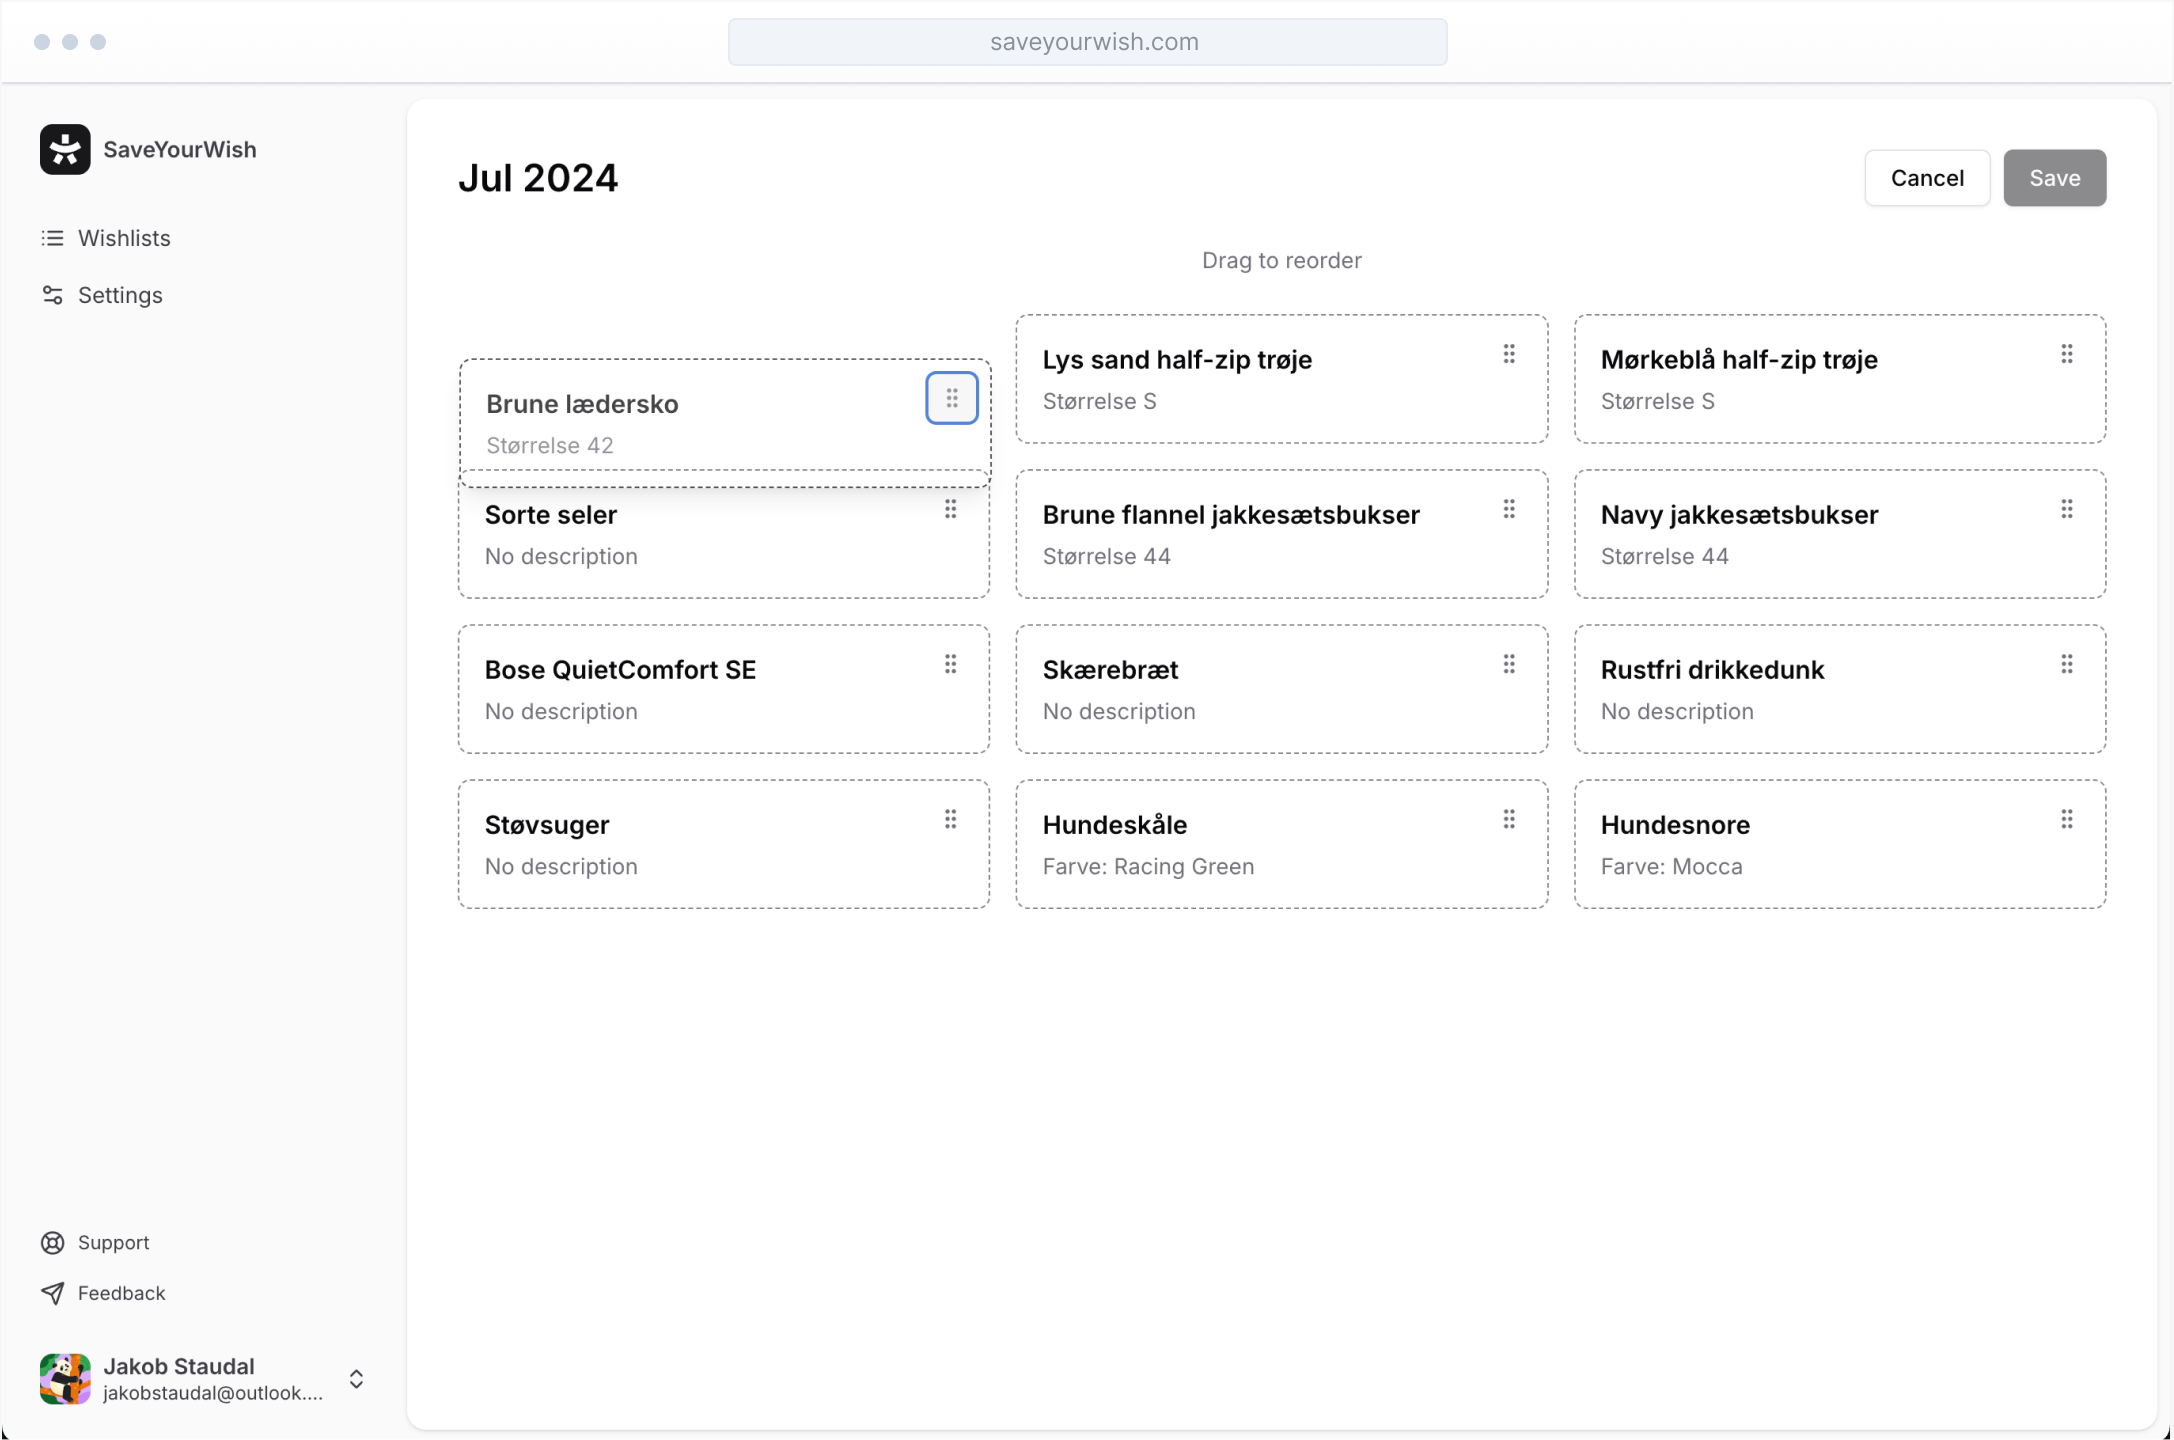 saveyourwish.com
SaveYourWish
Wishlists
Settings
Jul 2024
Cancel
Save
Drag to reorder
Brune lædersko
Størrelse 42
Lys sand half-zip trøje
Størrelse S
Mørkeblå half-zip trøje
Størrelse S
Sorte seler
No description
Brune flannel jakkesætsbukser
Størrelse 44
Navy jakkesætsbukser
Størrelse 44
Bose QuietComfort SE
No description
Skærebræt
No description
Rustfri drikkedunk
No description
Støvsuger
No description
Hundeskåle
Farve: Racing Green
Hundesnore
Farve: Mocca
Support
Feedback
Jakob Staudal
jakobstaudal@outlook....